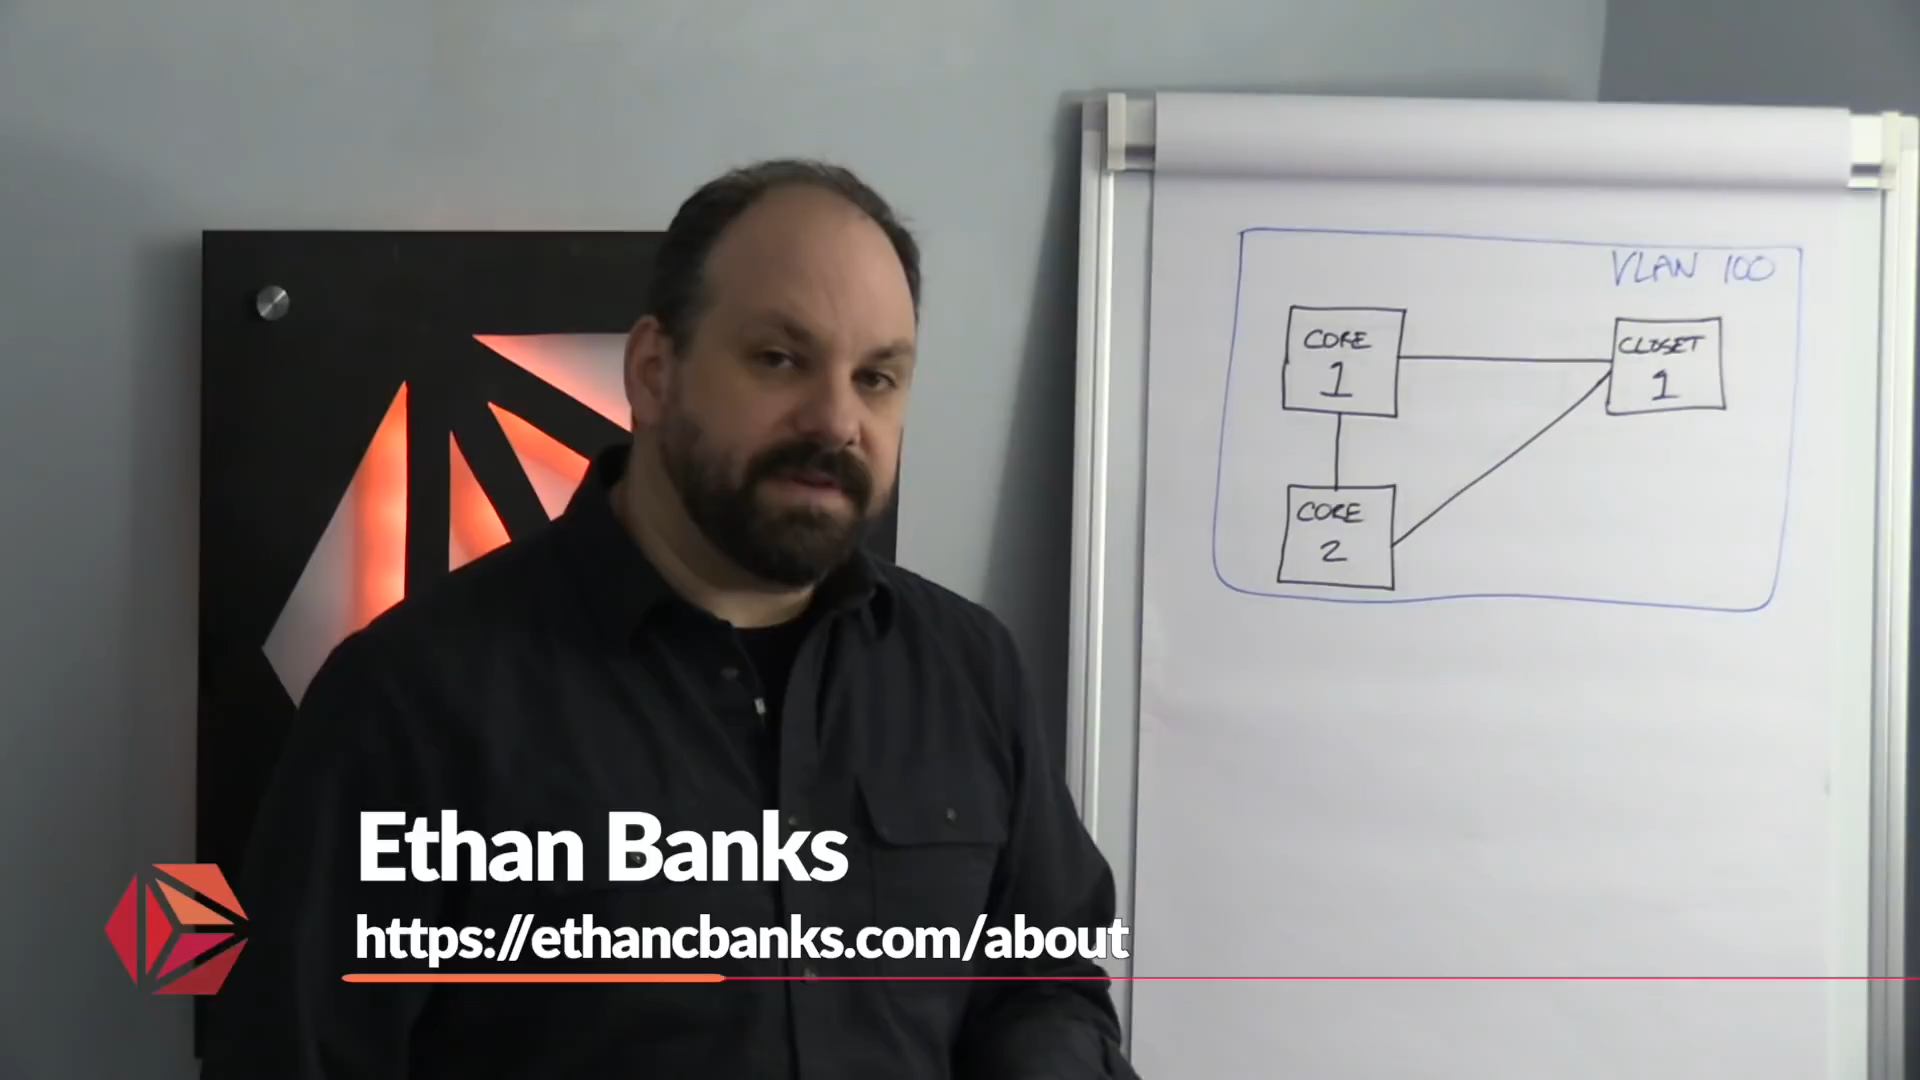 VLAN 100
CORE
1
CLOSET
1
CORE
2
Ethan Banks
https://ethancbanks.com/about